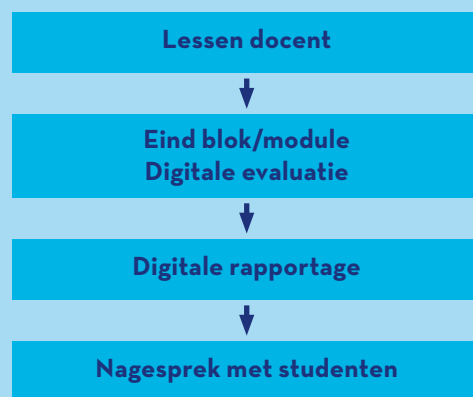 Lessen docent
Eind blok/module
Digitale evaluatie
Digitale rapportage
Nagesprek met studenten